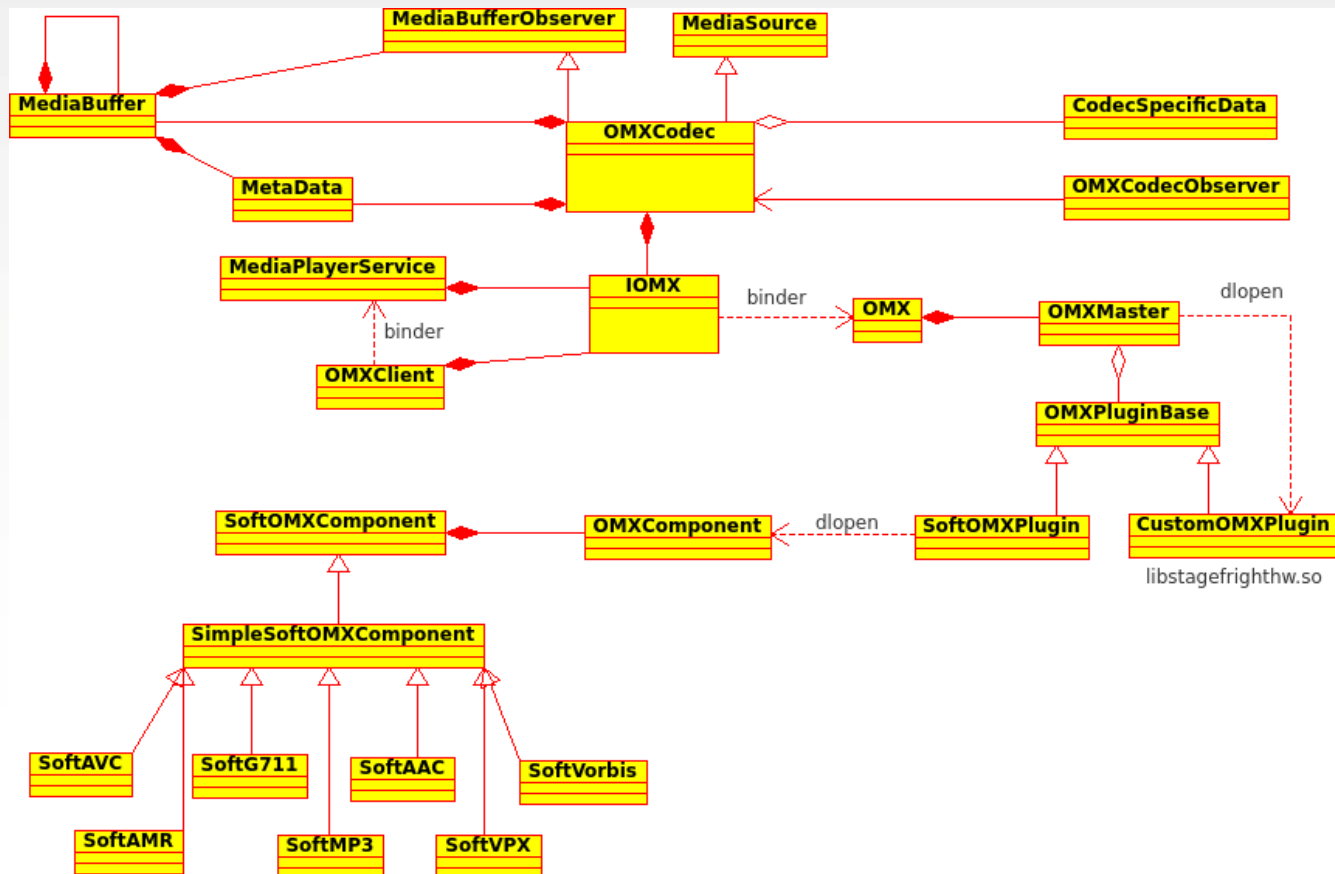 MediaBufferObserver
MediaSource
MediaBuffer
CodecSpecificData
OMXCodec
MetaData
OMXCodecObserver
MediaPlayerService
IOMX
binder
OMX
OMXMaster
dlopen
binder
OMXClient
OMXPluginBase
SoftOMXComponent
OMXComponent
dlopen
SoftOMXPlugin
CustomOMXPlugin
libstagefrighthw.so
SimpleSoftOMXComponent
SoftAVC
SoftG711
SoftAAC
SoftVorbis
SoftAMR
SoftMP3
SoftVPX